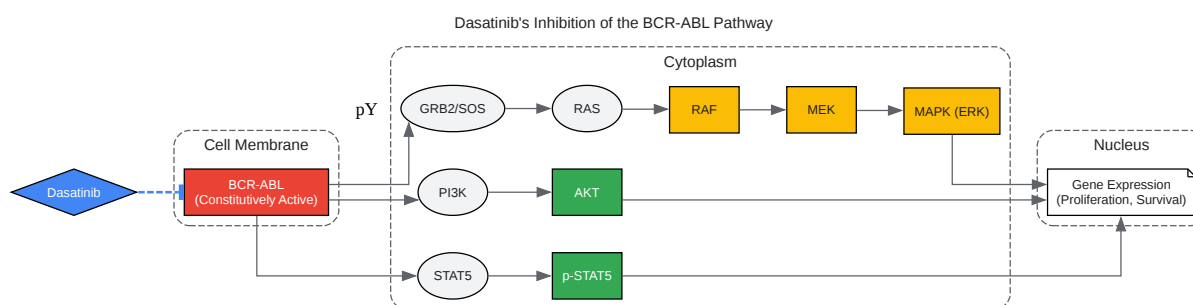 Dasatinib's Inhibition of the BCR-ABL Pathway
Cytoplasm
pY
GRB2/SOS
RAS
RAF
MEK
MAPK (ERK)
Cell Membrane
Nucleus
Dasatinib
BCR-ABL
(Constitutively Active)
PI3K
AKT
Gene Expression
(Proliferation, Survival)
STAT5
p-STAT5